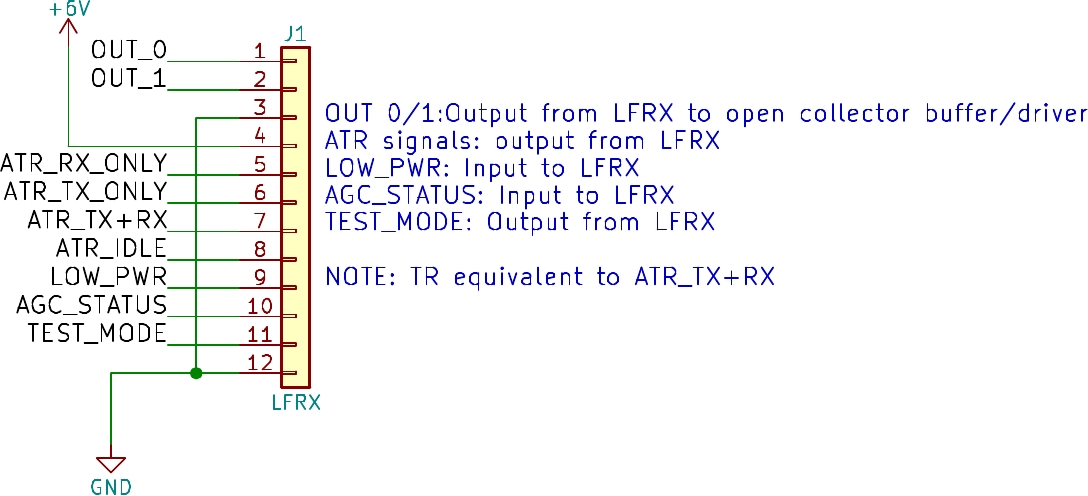 +6V
J1
OUT_0 1
OUT_1 2
3
OUT 0/1:Output from LFRX to open collector buffer/driver
4
ATR signals: output from LFRX
ATR_RX_ONLY 5
LOW_PWR: Input to LFRX
ATR_TX_ONLY 6
AGC_STATUS: Input to LFRX
ATR_TX+RX 7
TEST_MODE: Output from LFRX
ATR_IDLE 8
LOW_PWR 9
NOTE: TR equivalent to ATR_TX+RX
AGC_STATUS 10
TEST_MODE 11
12
LFRX
GND